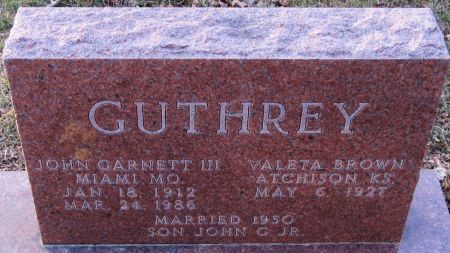 GUTHREY
JOHN GARNETT III
MIAMI, MO.
JAN 18, 1912
MAR 24, 1986
VALETA BROWN
ATCHISON, KS.
MAY 6, 1927
MARRIED 1950
SON JOHN G. JR.